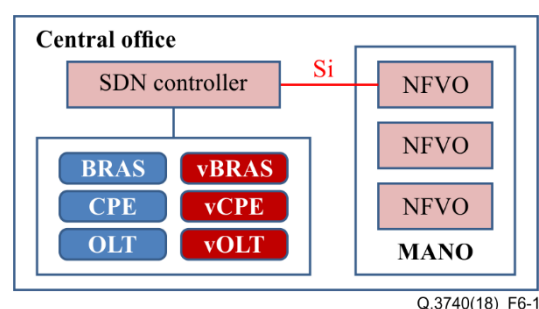 Central office
SDN controller
Si
NFVO
BRAS
vBRAS
NFVO
CPE
vCPE
NFVO
OLT
vOLT
MANO
Q.3740(18)_F6-1